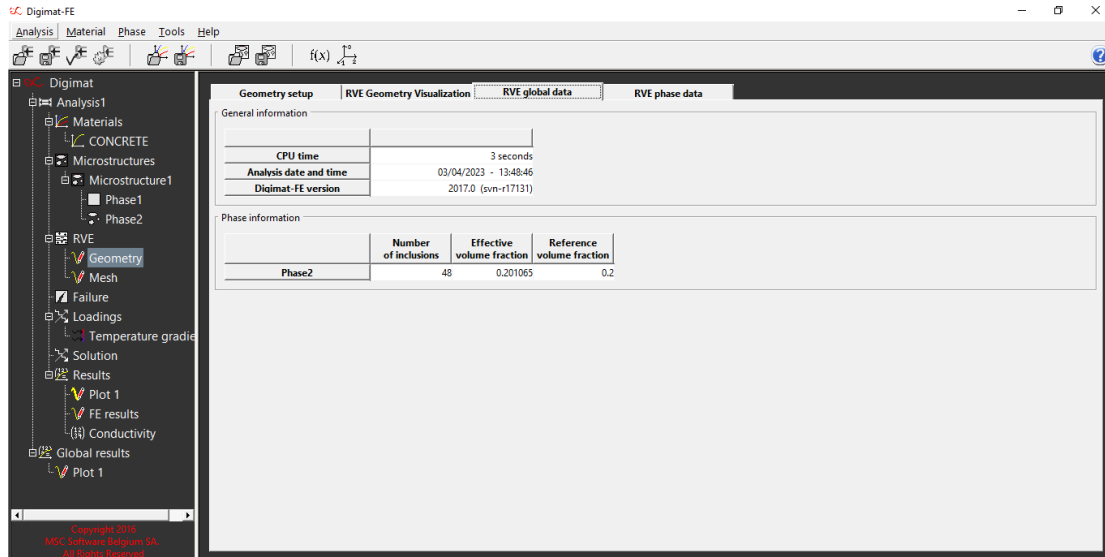 Digimat-FE
Analysis Material Phase Tools Help
f(x)
Digimat
Analysis1
Materials
CONCRETE
Microstructures
Microstructure1
Phase1
Phase2
RVE
Geometry
Mesh
Failure
Loadings
Temperature gradie
Solution
Results
Plot 1
FE results
Conductivity
Global results
Plot 1
Copyright 2016
MSC Software Belgium SA.
All Rights Reserved
Geometry setup RVE Geometry Visualization RVE global data RVE phase data
General information
CPU time 3 seconds
Analysis date and time 03/04/2023 - 13:48:46
Digimat-FE version 2017.0 (svn-r17131)
Phase information
Number of inclusions Effective volume fraction Reference volume fraction
Phase2 48 0.201065 0.2